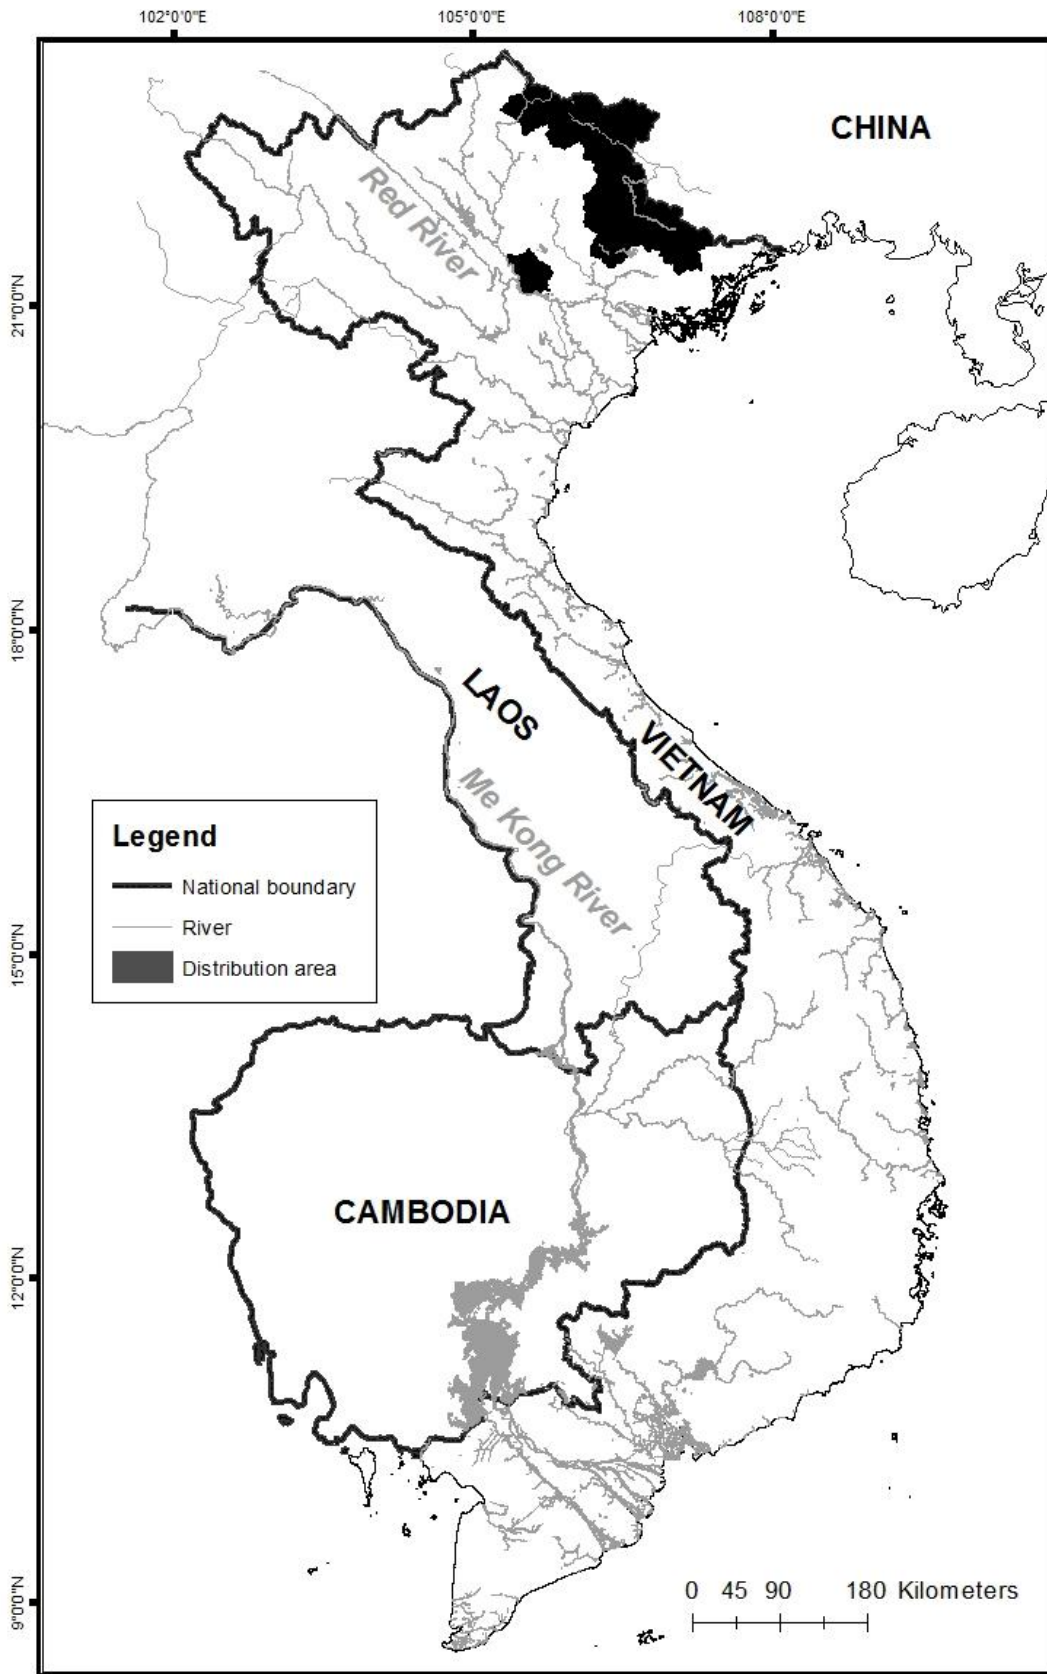 102°0'0"E
105°0'0"E
108°0'0"E
CHINA
Red River
21°0'0"N
18°0'0"N
LAOS
VIETNAM
Me Kong River
Legend
National boundary
River
Distribution area
15°0'0"N
CAMBODIA
12°0'0"N
9°0'0"N
0 45 90 180 Kilometers